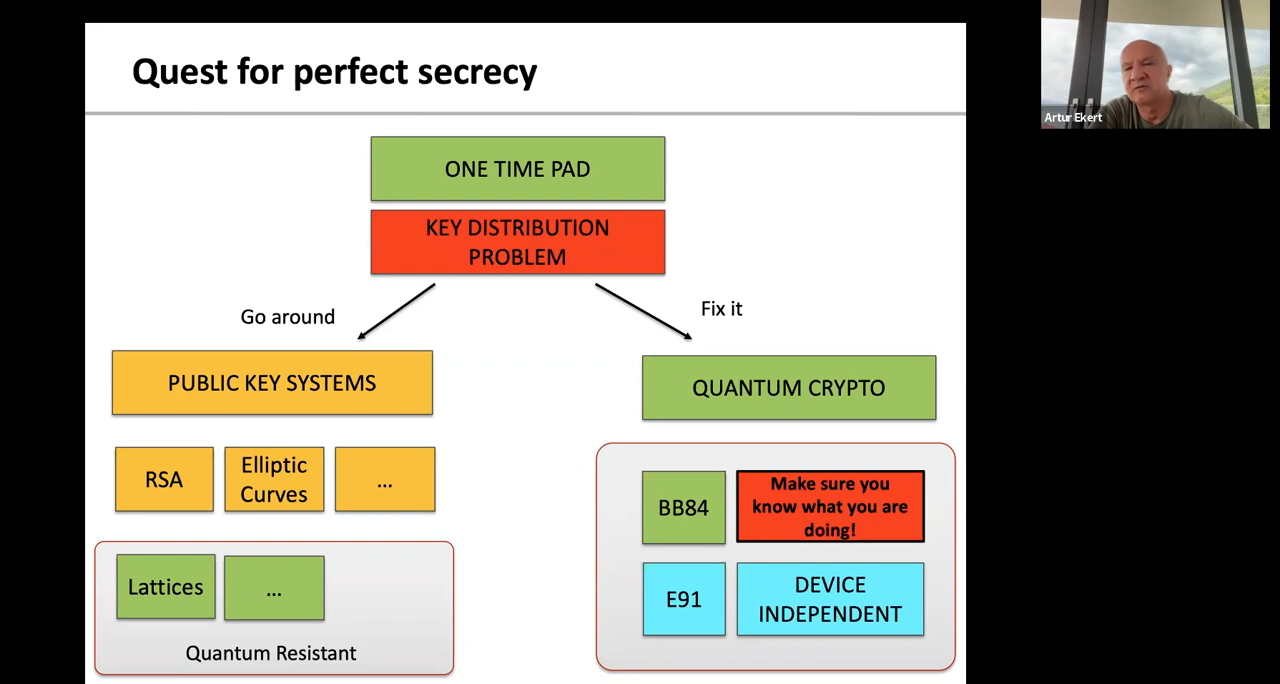 Quest for perfect secrecy
Artur Ekert
ONE TIME PAD
KEY DISTRIBUTION
PROBLEM
Go around
Fix it
PUBLIC KEY SYSTEMS
QUANTUM CRYPTO
RSA
Elliptic
Curves
...
BB84
Make sure you
know what you are
doing!
Lattices
...
Quantum Resistant
E91
DEVICE
INDEPENDENT